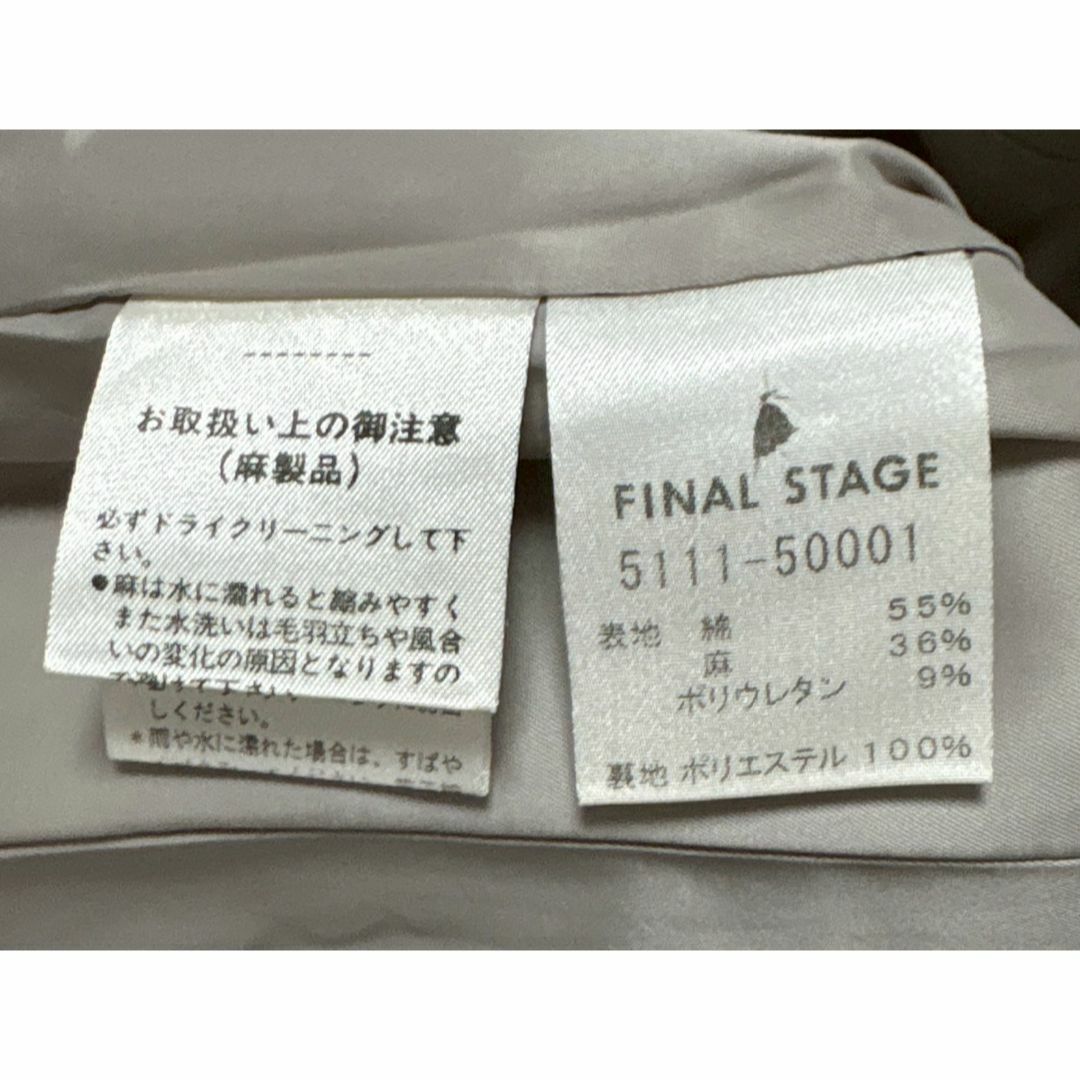 --------
お取扱い上の御注意
(麻製品)
必ずドライクリーニングして下
さい。
●麻は水に濡れると縮みやすく
また水洗いは毛羽立ちや風合
いの変化の原因となりますの
しください。
*雨や水に濡れた場合は、すばや
FINAL STAGE
5111-50001
表地 綿 55%
麻 36%
ポリウレタン 9%
裏地 ポリエステル 100%